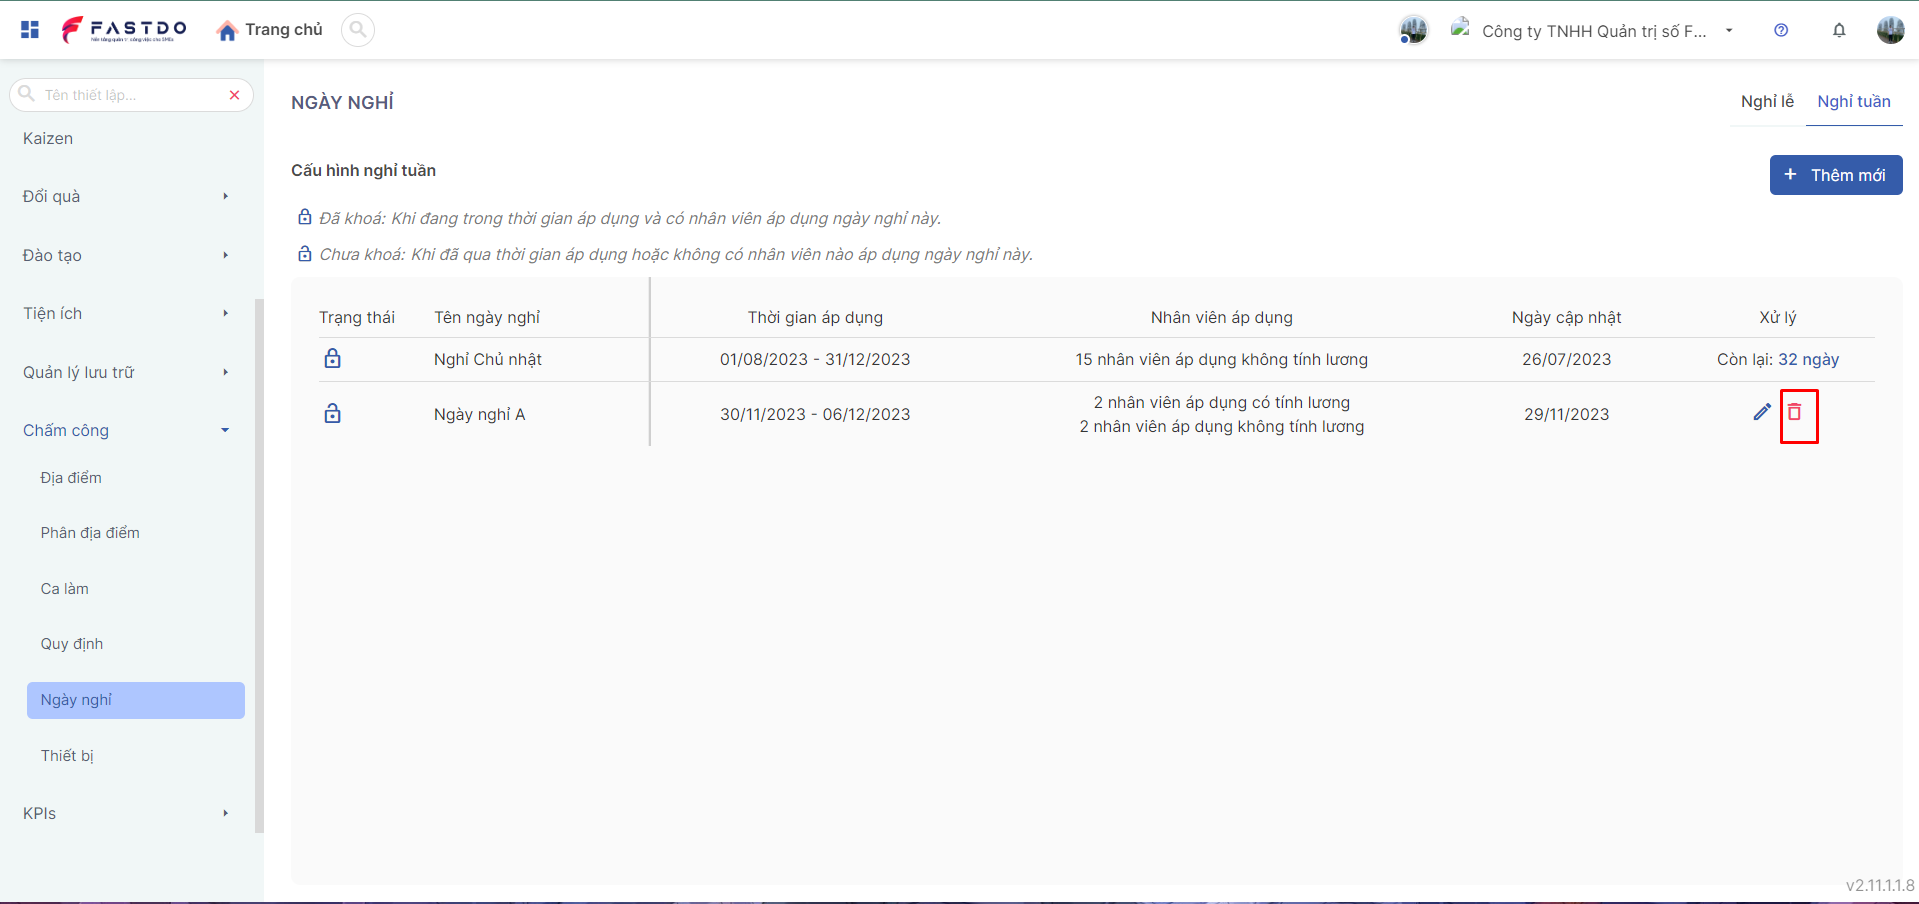 FASTDO
Trang chủ
Công ty TNHH Quản trị số F...
Tên thiết lập...
Kaizen
Đổi quà
Đào tạo
Tiện ích
Quản lý lưu trữ
Chấm công
Địa điểm
Phân địa điểm
Ca làm
Quy định
Ngày nghỉ
Thiết bị
KPIs
NGÀY NGHỈ
Nghỉ lễ
Nghỉ tuần
Cấu hình nghỉ tuần
+ Thêm mới
Đã khoá: Khi đang trong thời gian áp dụng và có nhân viên áp dụng ngày nghỉ này.
Chưa khoá: Khi đã qua thời gian áp dụng hoặc không có nhân viên nào áp dụng ngày nghỉ này.
Trạng thái Tên ngày nghỉ Thời gian áp dụng Nhân viên áp dụng Ngày cập nhật Xử lý
Nghỉ Chủ nhật 01/08/2023 - 31/12/2023 15 nhân viên áp dụng không tính lương 26/07/2023 Còn lại: 32 ngày
Ngày nghỉ A 30/11/2023 - 06/12/2023 2 nhân viên áp dụng có tính lương 29/11/2023
2 nhân viên áp dụng không tính lương
v2.11.1.1.8